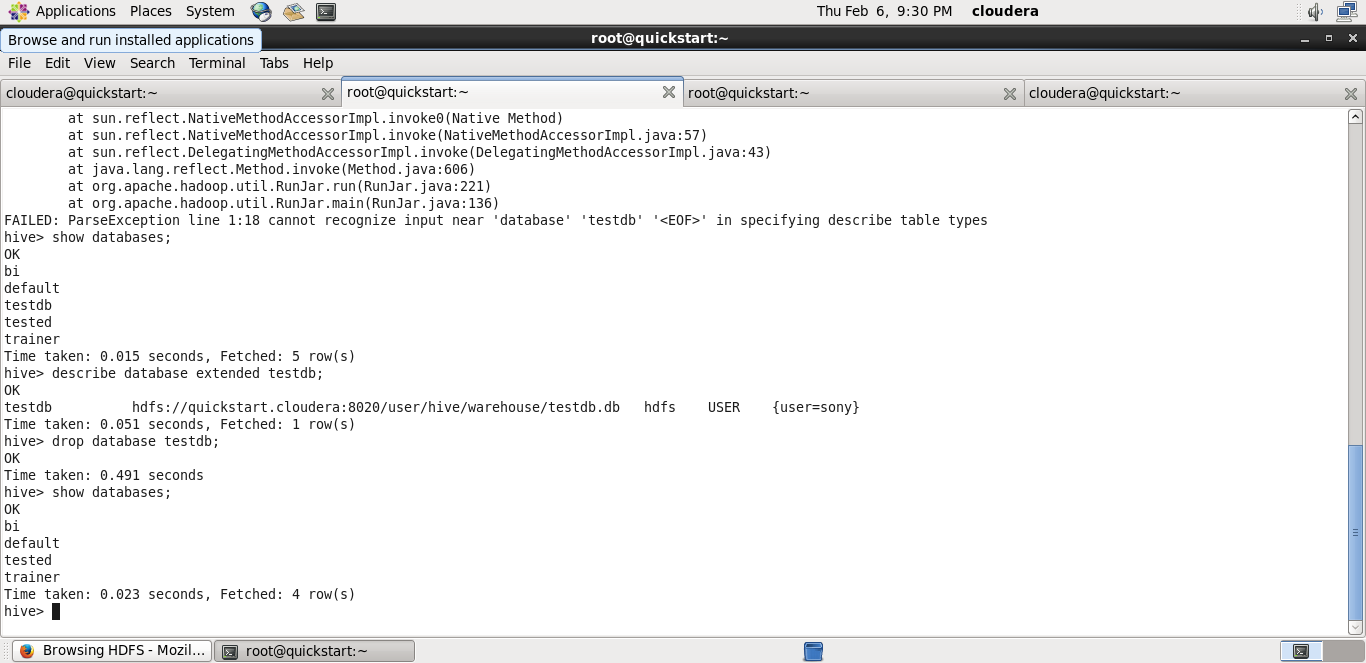 Applications Places System Thu Feb 6, 9:30 PM cloudera
Browse and run installed applications
root@quickstart:~
File Edit View Search Terminal Tabs Help
cloudera@quickstart:~ root@quickstart:~ root@quickstart:~ cloudera@quickstart:~
at sun.reflect.NativeMethodAccessorImpl.invoke0(Native Method)
at sun.reflect.NativeMethodAccessorImpl.invoke(NativeMethodAccessorImpl.java:57)
at sun.reflect.DelegatingMethodAccessorImpl.invoke(DelegatingMethodAccessorImpl.java:43)
at java.lang.reflect.Method.invoke(Method.java:606)
at org.apache.hadoop.util.RunJar.run(RunJar.java:221)
at org.apache.hadoop.util.RunJar.main(RunJar.java:136)
FAILED: ParseException line 1:18 cannot recognize input near 'database' 'testdb' '<EOF>' in specifying describe table types
hive> show databases;
OK
bi
default
testdb
tested
trainer
Time taken: 0.015 seconds, Fetched: 5 row(s)
hive> describe database extended testdb;
OK
testdb hdfs://quickstart.cloudera:8020/user/hive/warehouse/testdb.db hdfs USER {user=sony}
Time taken: 0.051 seconds, Fetched: 1 row(s)
hive> drop database testdb;
OK
Time taken: 0.491 seconds
hive> show databases;
OK
bi
default
tested
trainer
Time taken: 0.023 seconds, Fetched: 4 row(s)
hive>
Browsing HDFS - Mozil... root@quickstart:~